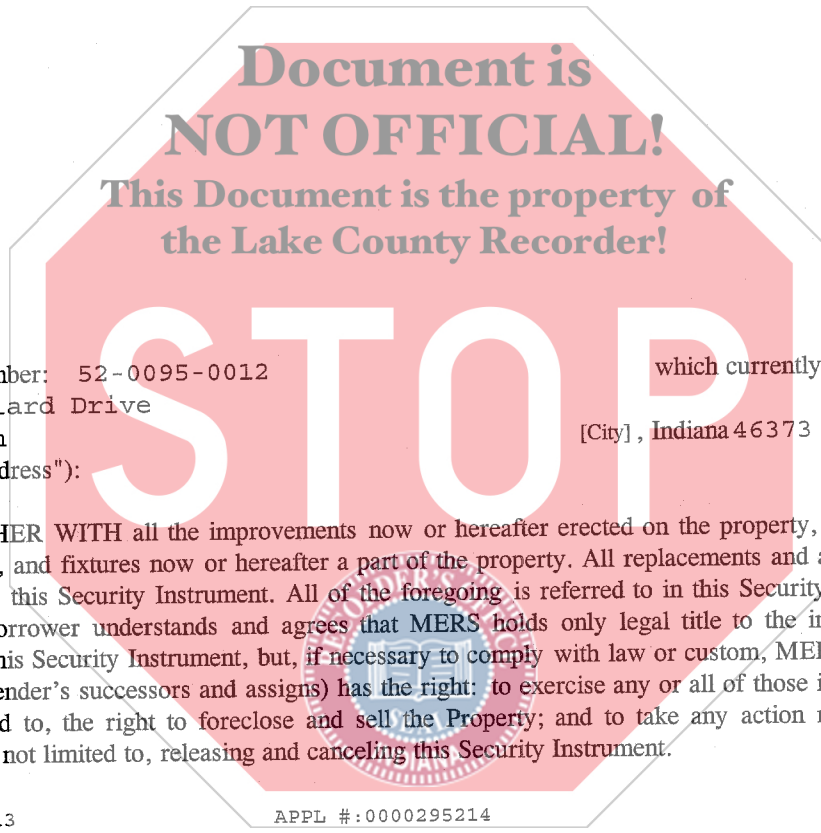 Document is
NOT OFFICIAL!
This Document is the property of
the Lake County Recorder!
STOP
ber: 52-0095-0012 which currently
ard Drive
[City] , Indiana 46373
dress"):
HER WITH all the improvements now or hereafter erected on the property,
, and fixtures now or hereafter a part of the property. All replacements and a
this Security Instrument. All of the foregoing is referred to in this Security
orrower understands and agrees that MERS holds only legal title to the in
his Security Instrument, but, if necessary to comply with law or custom, MER
ender's successors and assigns) has the right: to exercise any or all of those i
d to, the right to foreclose and sell the Property; and to take any action r
not limited to, releasing and canceling this Security Instrument.
SEAL
INDIANA
.3 APPL #:0000295214